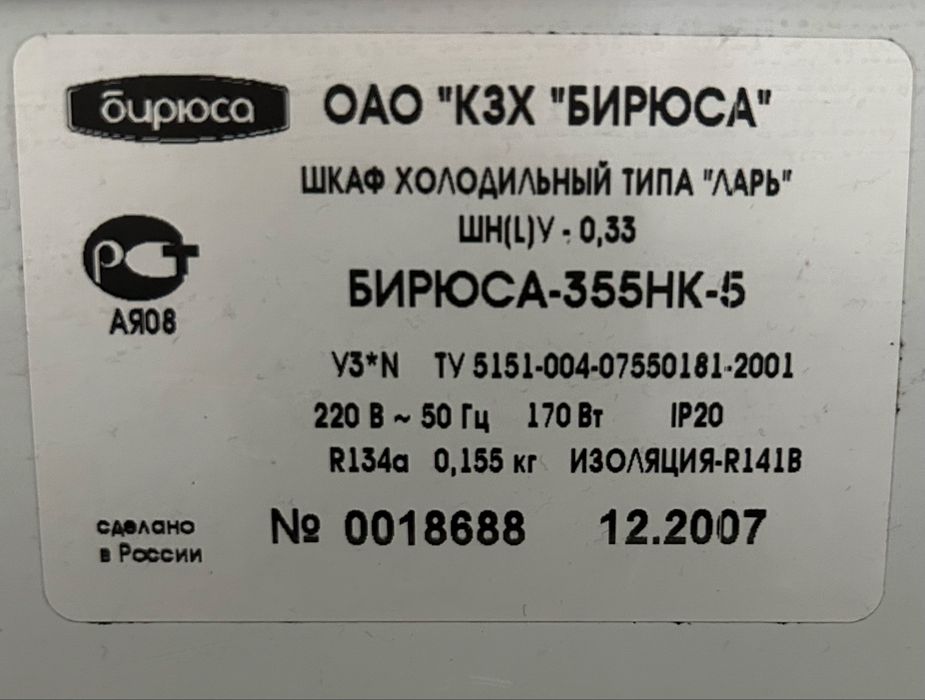 бирюса
ОАО "КЗХ "БИРЮСА"
ШКАФ ХОЛОДИЛЬНЫЙ ТИПА "ЛАРЬ"
ШН(L)У - 0,33
БИРЮСА-355НК-5
РСТ
АЯ08
У3*N ТУ 5151-004-07550181-2001
220 В ~ 50 Гц 170 Вт IP20
R134a 0,155 кг ИЗОЛЯЦИЯ-R141B
сделано
в России
№ 0018688 12.2007